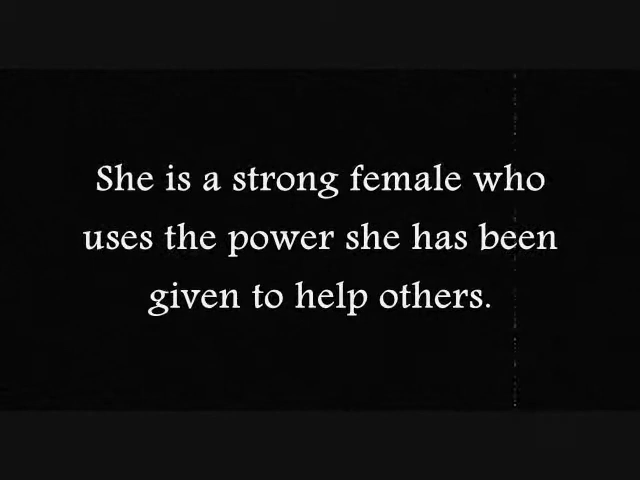 She is a strong female who
uses the power she has been
given to help others.